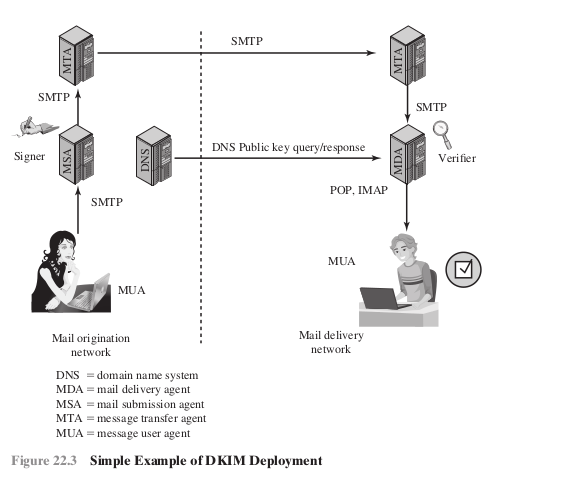 SMTP
MTA
MTA
SMTP
SMTP
Signer
MSA
DNS
DNS Public key query/response
MDA
Verifier
POP, IMAP
SMTP
MUA
MUA
Mail origination
network
Mail delivery
network
DNS = domain name system
MDA = mail delivery agent
MSA = mail submission agent
MTA = message transfer agent
MUA = message user agent
Figure 22.3 Simple Example of DKIM Deployment